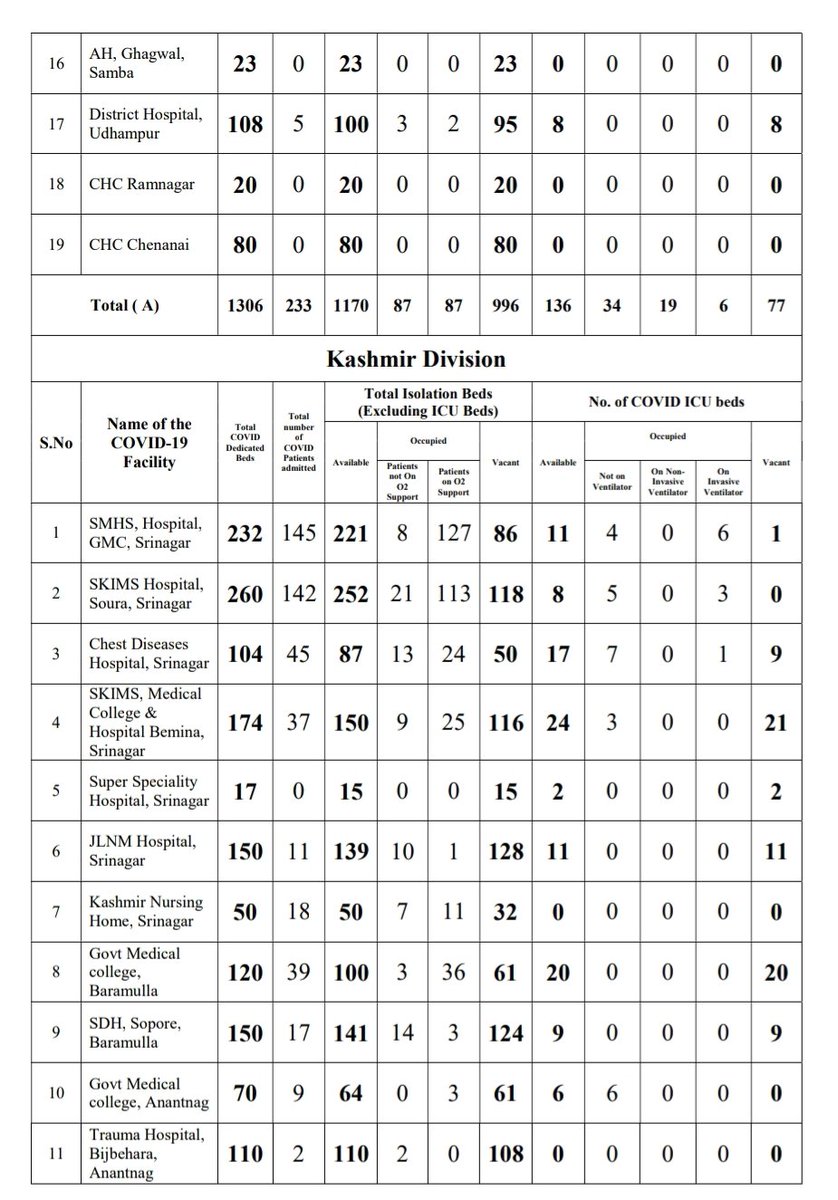 16 AH, Ghagwal, Samba 23 0 23 0 0 23 0 0 0 0 0
17 District Hospital, Udhampur 108 5 100 3 2 95 8 0 0 0 8
18 CHC Ramnagar 20 0 20 0 0 20 0 0 0 0 0
19 CHC Chenanai 80 0 80 0 0 80 0 0 0 0 0
Total ( A) 1306 233 1170 87 87 996 136 34 19 6 77
Kashmir Division
S.No
Name of the COVID-19 Facility
Total COVID Dedicated Beds
Total number of COVID Patients admitted
Total Isolation Beds (Excluding ICU Beds)
Available
Occupied
Patients not On O2 Support
Patients on O2 Support
Vacant
No. of COVID ICU beds
Available
Occupied
Not on Ventilator
On Non-Invasive Ventilator
On Invasive Ventilator
Vacant
1 SMHS, Hospital, GMC, Srinagar 232 145 221 8 127 86 11 4 0 6 1
2 SKIMS Hospital, Soura, Srinagar 260 142 252 21 113 118 8 5 0 3 0
3 Chest Diseases Hospital, Srinagar 104 45 87 13 24 50 17 7 0 1 9
4 SKIMS, Medical College & Hospital Bemina, Srinagar 174 37 150 9 25 116 24 3 0 0 21
5 Super Speciality Hospital, Srinagar 17 0 15 0 0 15 2 0 0 0 2
6 JLNM Hospital, Srinagar 150 11 139 10 1 128 11 0 0 0 11
7 Kashmir Nursing Home, Srinagar 50 18 50 7 11 32 0 0 0 0 0
8 Govt Medical college, Baramulla 120 39 100 3 36 61 20 0 0 0 20
9 SDH, Sopore, Baramulla 150 17 141 14 3 124 9 0 0 0 9
10 Govt Medical college, Anantnag 70 9 64 0 3 61 6 6 0 0 0
11 Trauma Hospital, Bijbehara, Anantnag 110 2 110 2 0 108 0 0 0 0 0